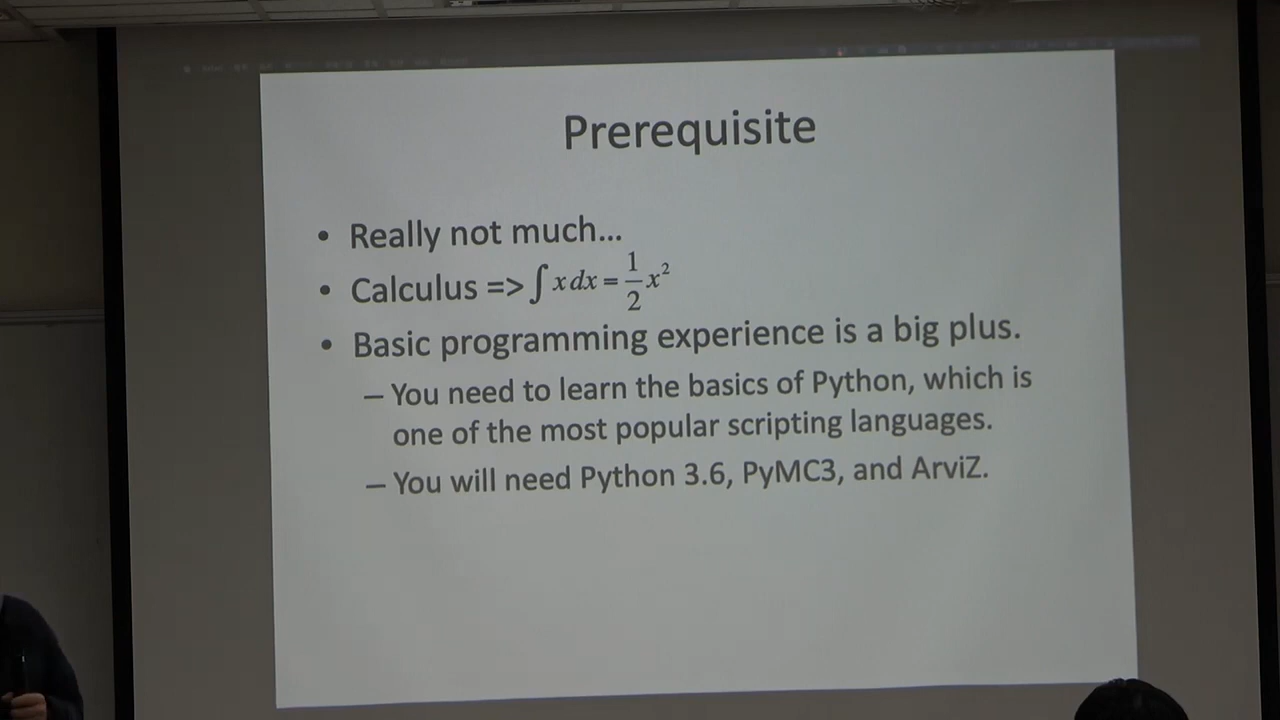 Prerequisite
• Really not much...
• Calculus => ∫ x dx = 1/2 x²
• Basic programming experience is a big plus.
– You need to learn the basics of Python, which is
one of the most popular scripting languages.
– You will need Python 3.6, PyMC3, and ArviZ.